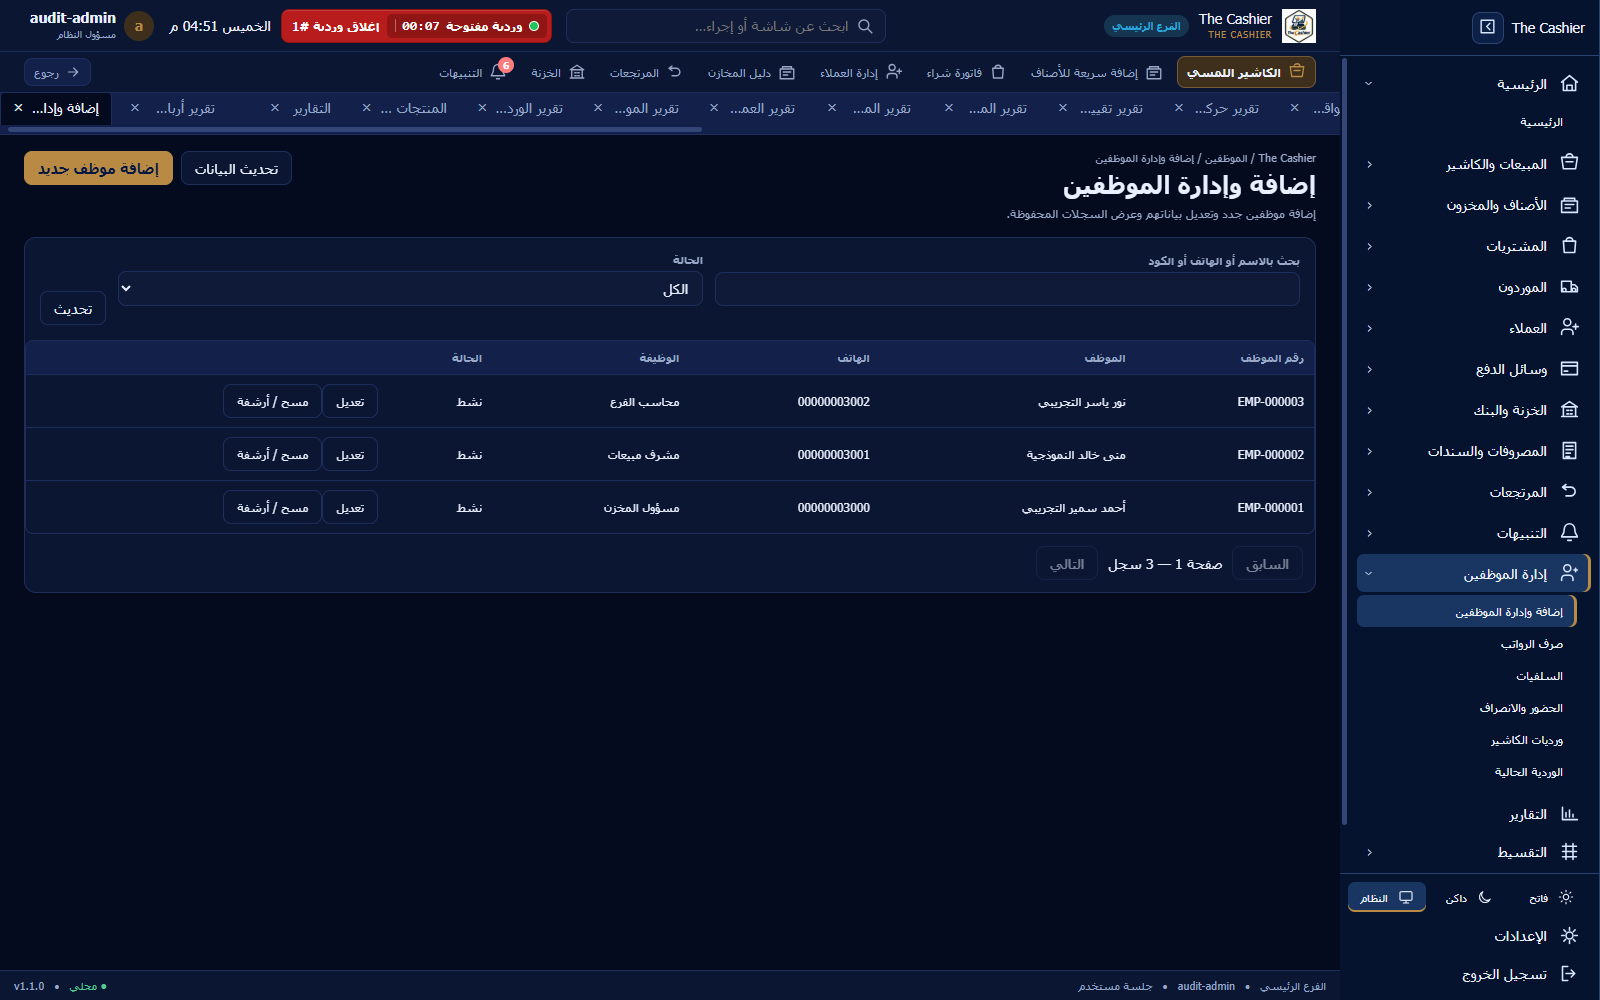 The Cashier
الرئيسية
الرئيسية
المبيعات والكاشير
الأصناف والمخزون
المشتريات
الموردون
العملاء
وسائل الدفع
الخزنة والبنك
المصروفات والسندات
المرتجعات
التنبيهات
إدارة الموظفين
إضافة وإدارة الموظفين
صرف الرواتب
السلفيات
الحضور والانصراف
ورديات الكاشير
الوردية الحالية
التقارير
التقسيط
فاتح
داكن
النظام
الإعدادات
تسجيل الخروج
The Cashier
THE CASHIER
الفرع الرئيسي
ابحث عن شاشة أو إجراء...
وردية مفتوحة 00:07
إغلاق وردية #1
الخميس 04:51 م
a
audit-admin
مسؤول النظام
الكاشير اللمسي
إضافة سريعة للأصناف
فاتورة شراء
إدارة العملاء
دليل المخازن
المرتجعات
الخزنة
التنبيهات
6
رجوع
واق...
تقرير حرك...
تقرير تقيي...
تقرير الم...
تقرير الم...
تقرير العم...
تقرير المو...
تقرير الورد...
المنتجات ...
التقارير
تقرير أربا...
إضافة وإدا...
The Cashier / الموظفين / إضافة وإدارة الموظفين
إضافة وإدارة الموظفين
إضافة موظفين جدد وتعديل بياناتهم وعرض السجلات المحفوظة.
تحديث البيانات
إضافة موظف جديد
بحث بالاسم أو الهاتف أو الكود
الحالة
الكل
تحديث
رقم الموظف الموظف الهاتف الوظيفة الحالة
EMP-000003 نور ياسر التجريبي 00000003002 محاسب الفرع نشط تعديل مسح / أرشفة
EMP-000002 منى خالد النموذجية 00000003001 مشرف مبيعات نشط تعديل مسح / أرشفة
EMP-000001 أحمد سمير التجريبي 00000003000 مسؤول المخزن نشط تعديل مسح / أرشفة
السابق صفحة 1 — 3 سجل التالي
الفرع الرئيسي • audit-admin • جلسة مستخدم
محلي • v1.1.0